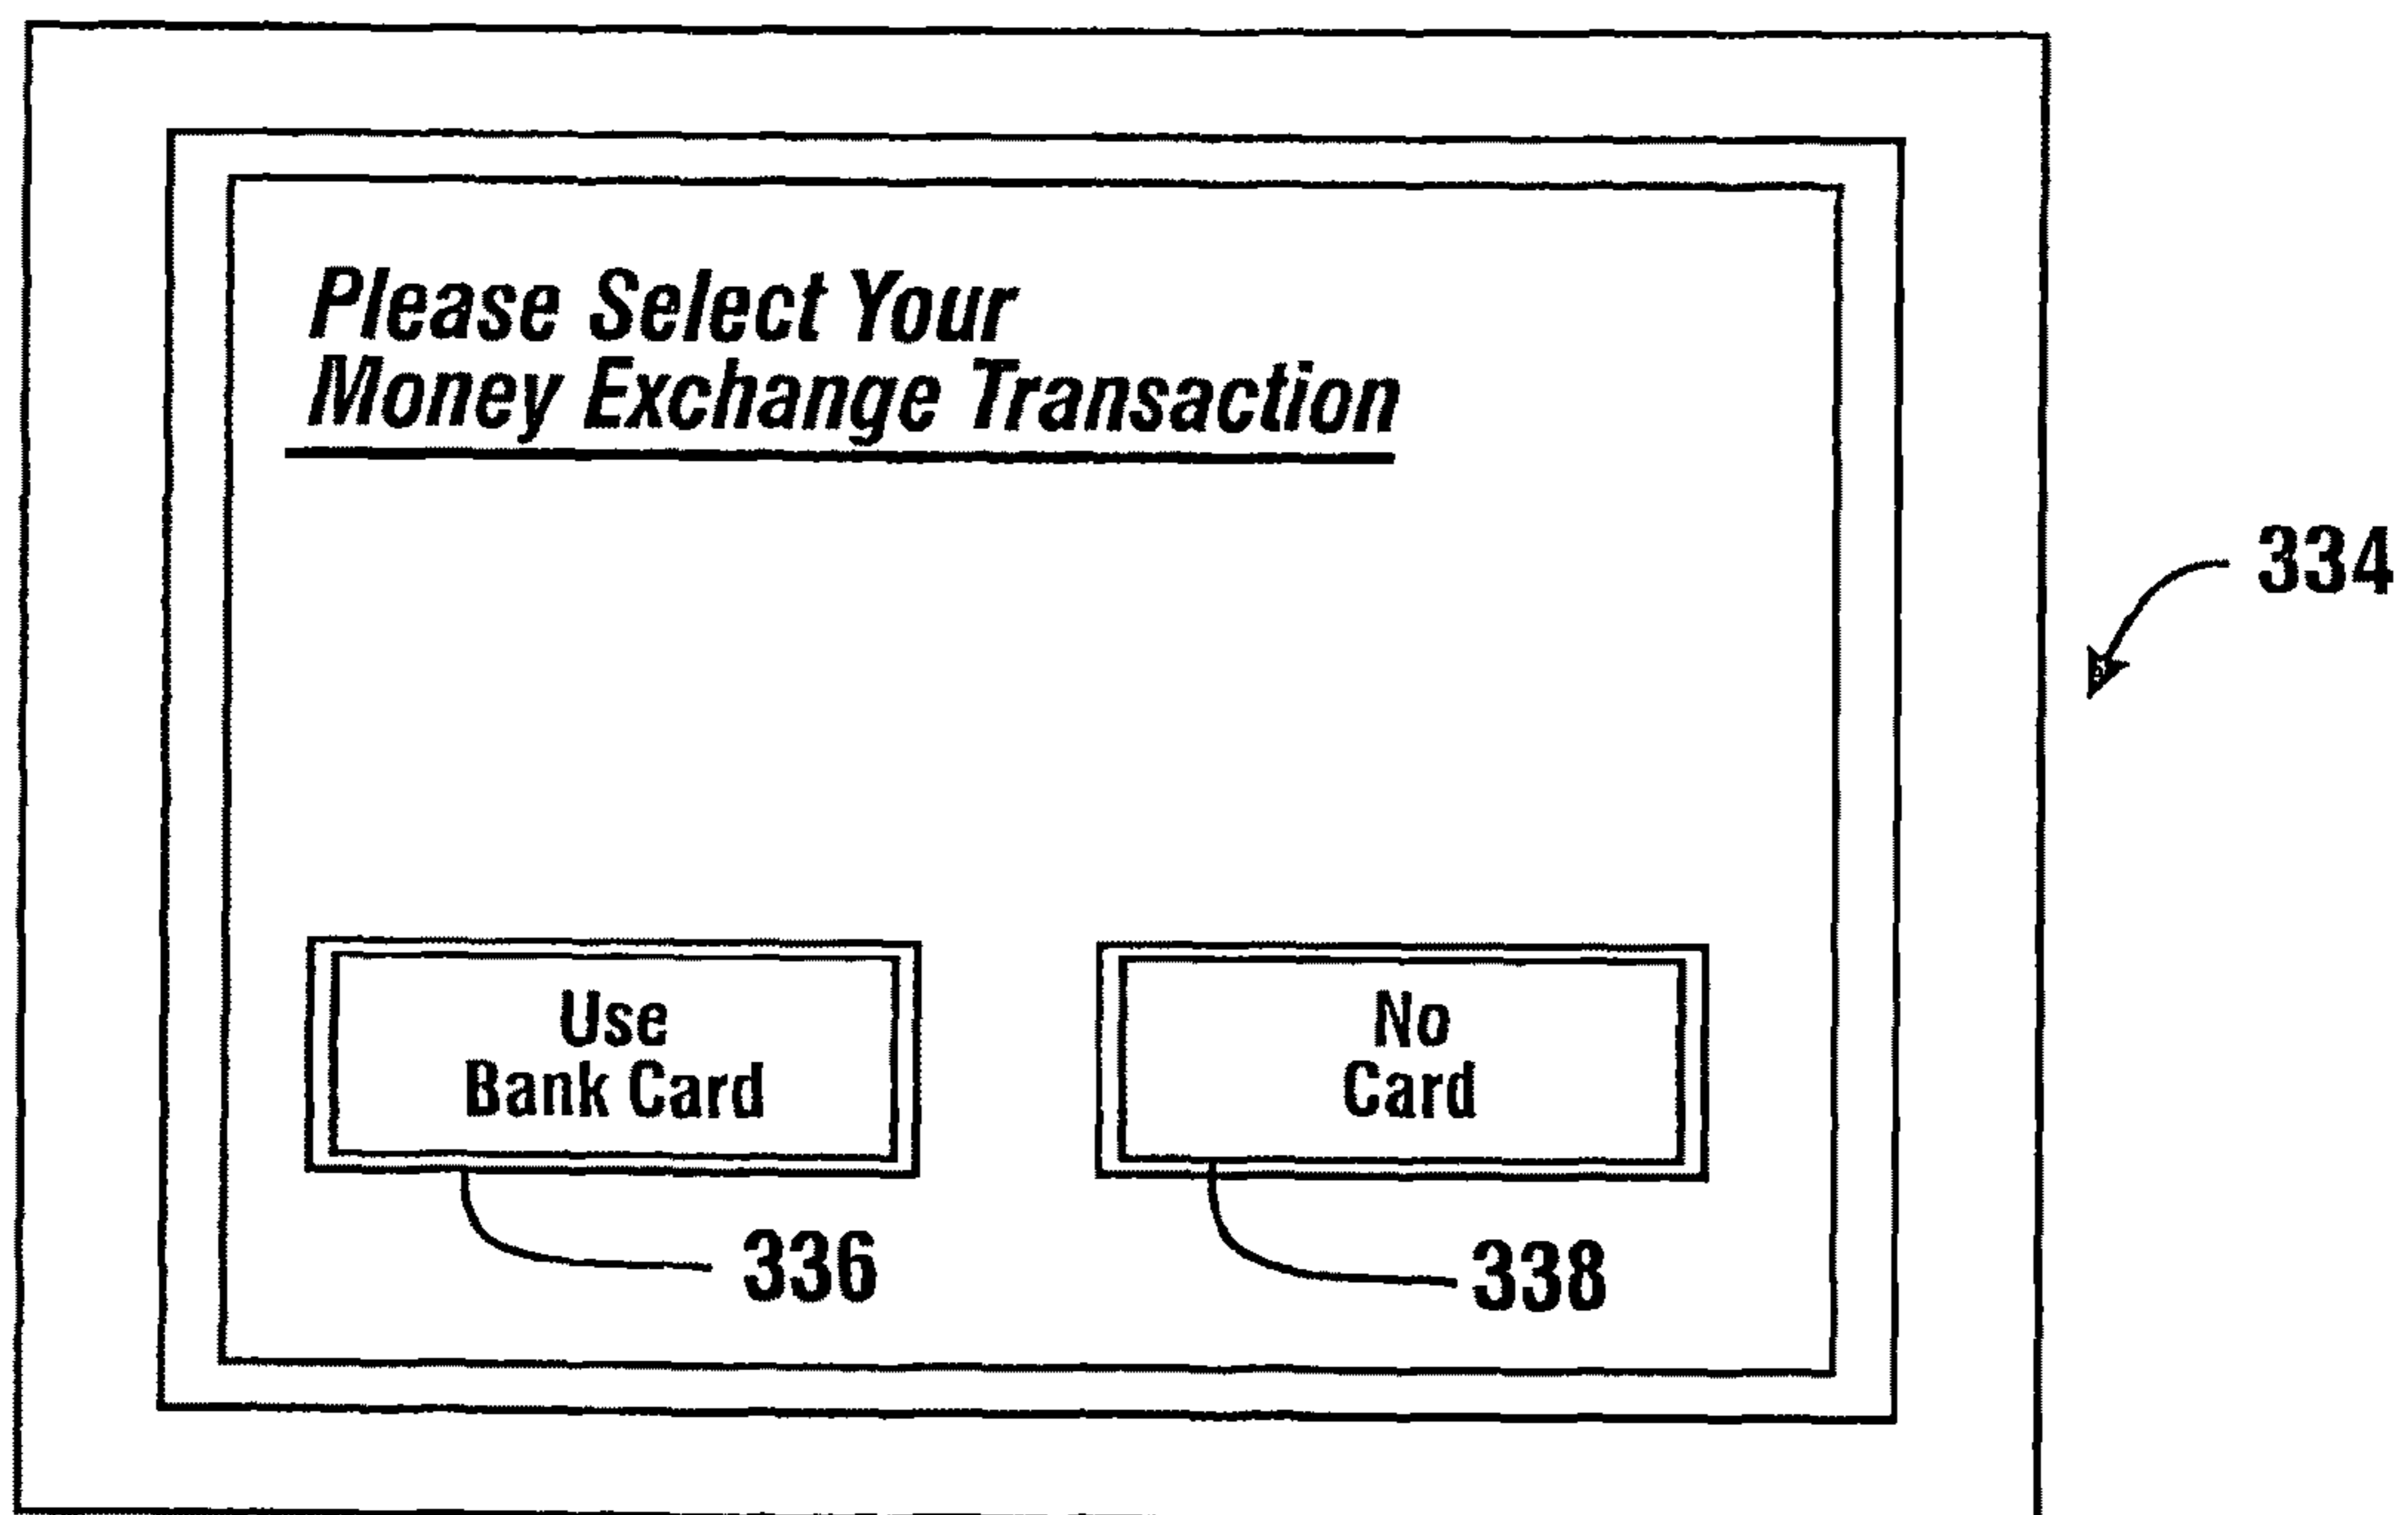 Please Select Your
Money Exchange Transaction
334
Use
Bank Card
No
Card
336
338